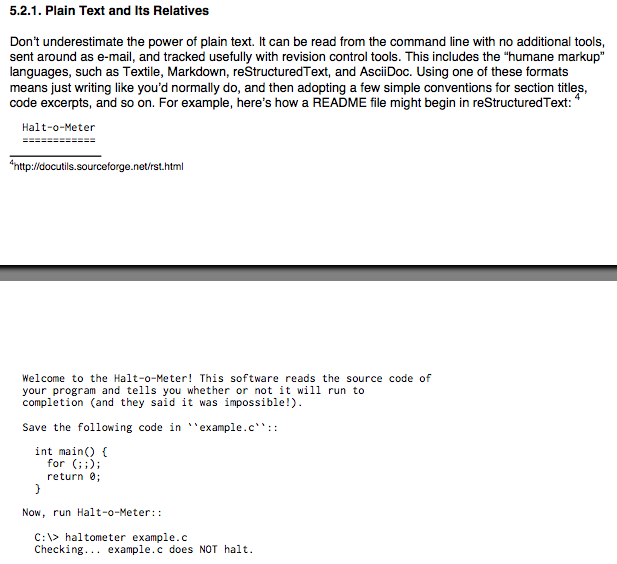 5.2.1. Plain Text and Its Relatives
Don't underestimate the power of plain text. It can be read from the command line with no additional tools,
sent around as e-mail, and tracked usefully with revision control tools. This includes the “humane markup”
languages, such as Textile, Markdown, reStructuredText, and AsciiDoc. Using one of these formats
means just writing like you'd normally do, and then adopting a few simple conventions for section titles,
code excerpts, and so on. For example, here's how a README file might begin in reStructuredText: 4
Halt-o-Meter
============
4http://docutils.sourceforge.net/rst.html
Welcome to the Halt-o-Meter! This software reads the source code of
your program and tells you whether or not it will run to
completion (and they said it was impossible!).
Save the following code in ``example.c``::
int main() {
for (;;);
return 0;
}
Now, run Halt-o-Meter::
C:\> haltometer example.c
Checking... example.c does NOT halt.